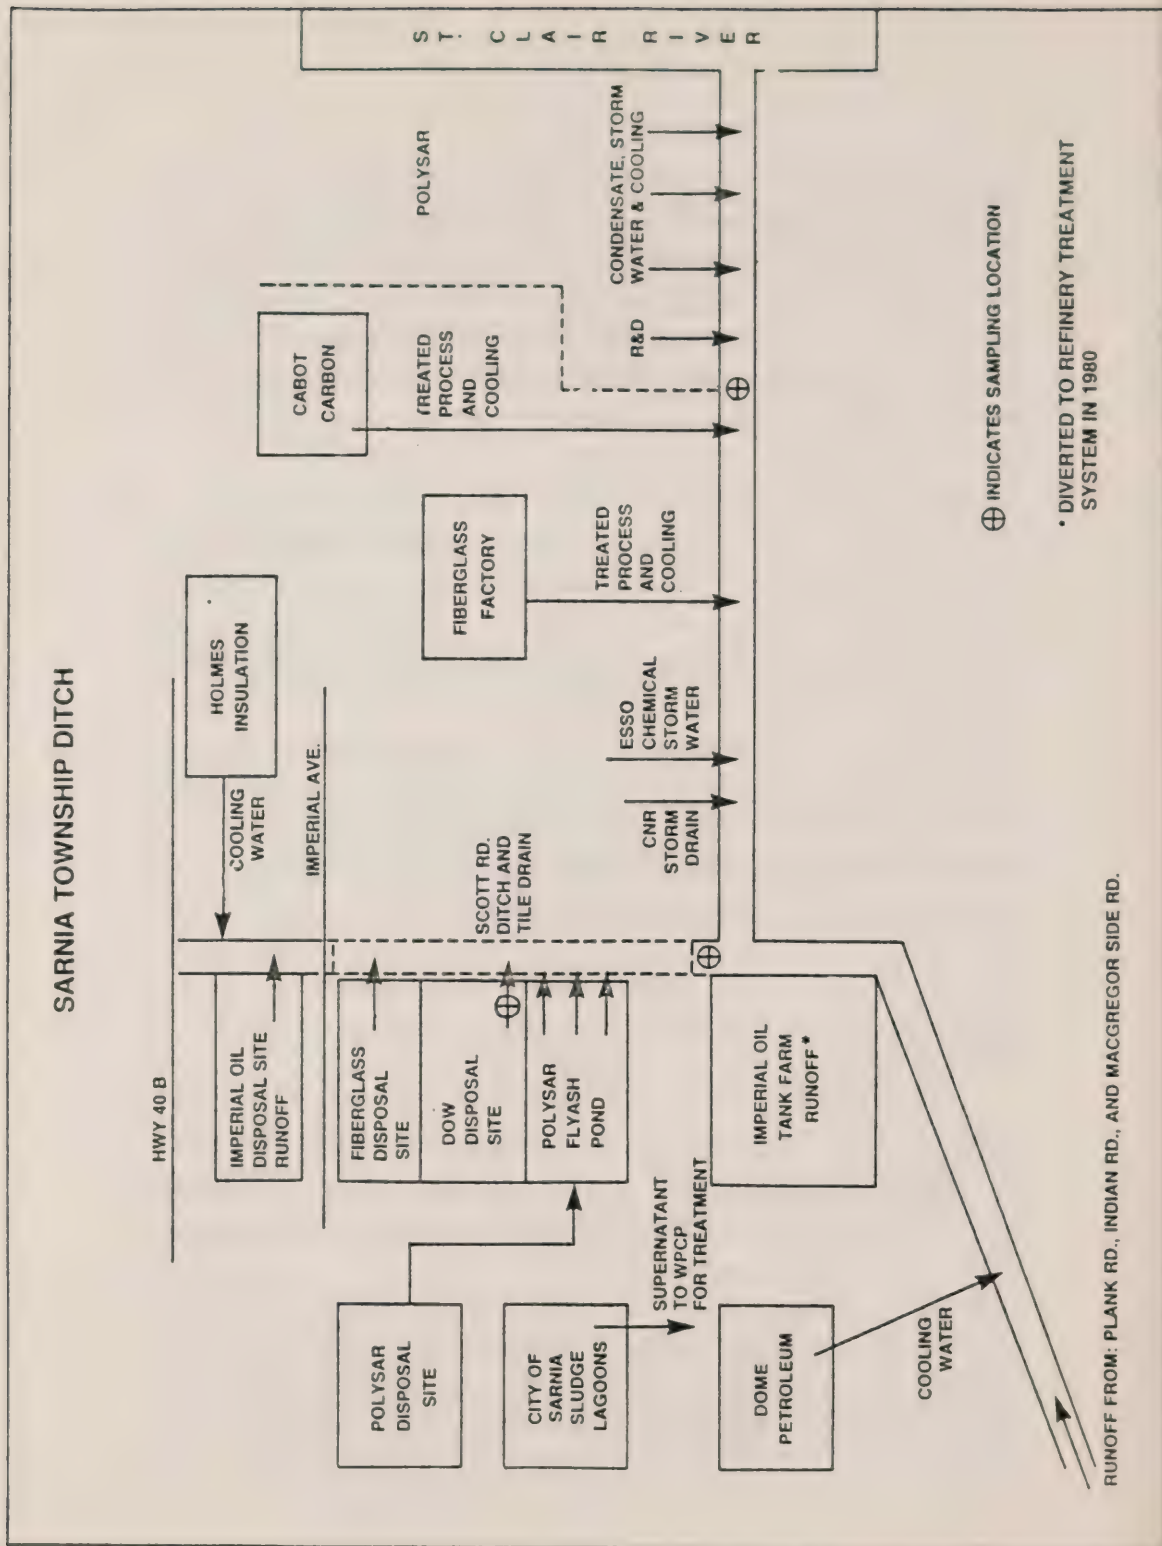 SARNIA TOWNSHIP DITCH
HWY 40 B
HOLMES
INSULATION
COOLING
WATER
IMPERIAL OIL
DISPOSAL SITE
RUNOFF
IMPERIAL AVE.
FIBERGLASS
DISPOSAL
SITE
DOW
DISPOSAL
SITE
POLYSAR
FLYASH
POND
SCOTT RD.
DITCH AND
TILE DRAIN
POLYSAR
DISPOSAL
SITE
CITY OF
SARNIA
SLUDGE
LAGOONS
SUPERNATANT
TO WPCP
FOR TREATMENT
DOME
PETROLEUM
COOLING
WATER
IMPERIAL OIL
TANK FARM
RUNOFF*
CNR
STORM
DRAIN
ESSO
CHEMICAL
STORM
WATER
FIBERGLASS
FACTORY
TREATED
PROCESS
AND
COOLING
CABOT
CARBON
TREATED
PROCESS
AND
COOLING
POLYSAR
R&D
CONDENSATE, STORM
WATER & COOLING
ST. CLAIR RIVER
INDICATES SAMPLING LOCATION
* DIVERTED TO REFINERY TREATMENT
SYSTEM IN 1980
RUNOFF FROM: PLANK RD., INDIAN RD., AND MACGREGOR SIDE RD.